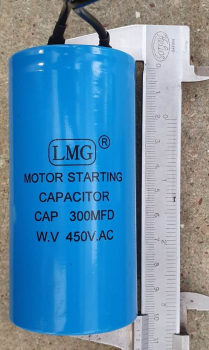 LMG ®
MOTOR STARTING
CAPACITOR
CAP 300MFD
W.V 450V.AC